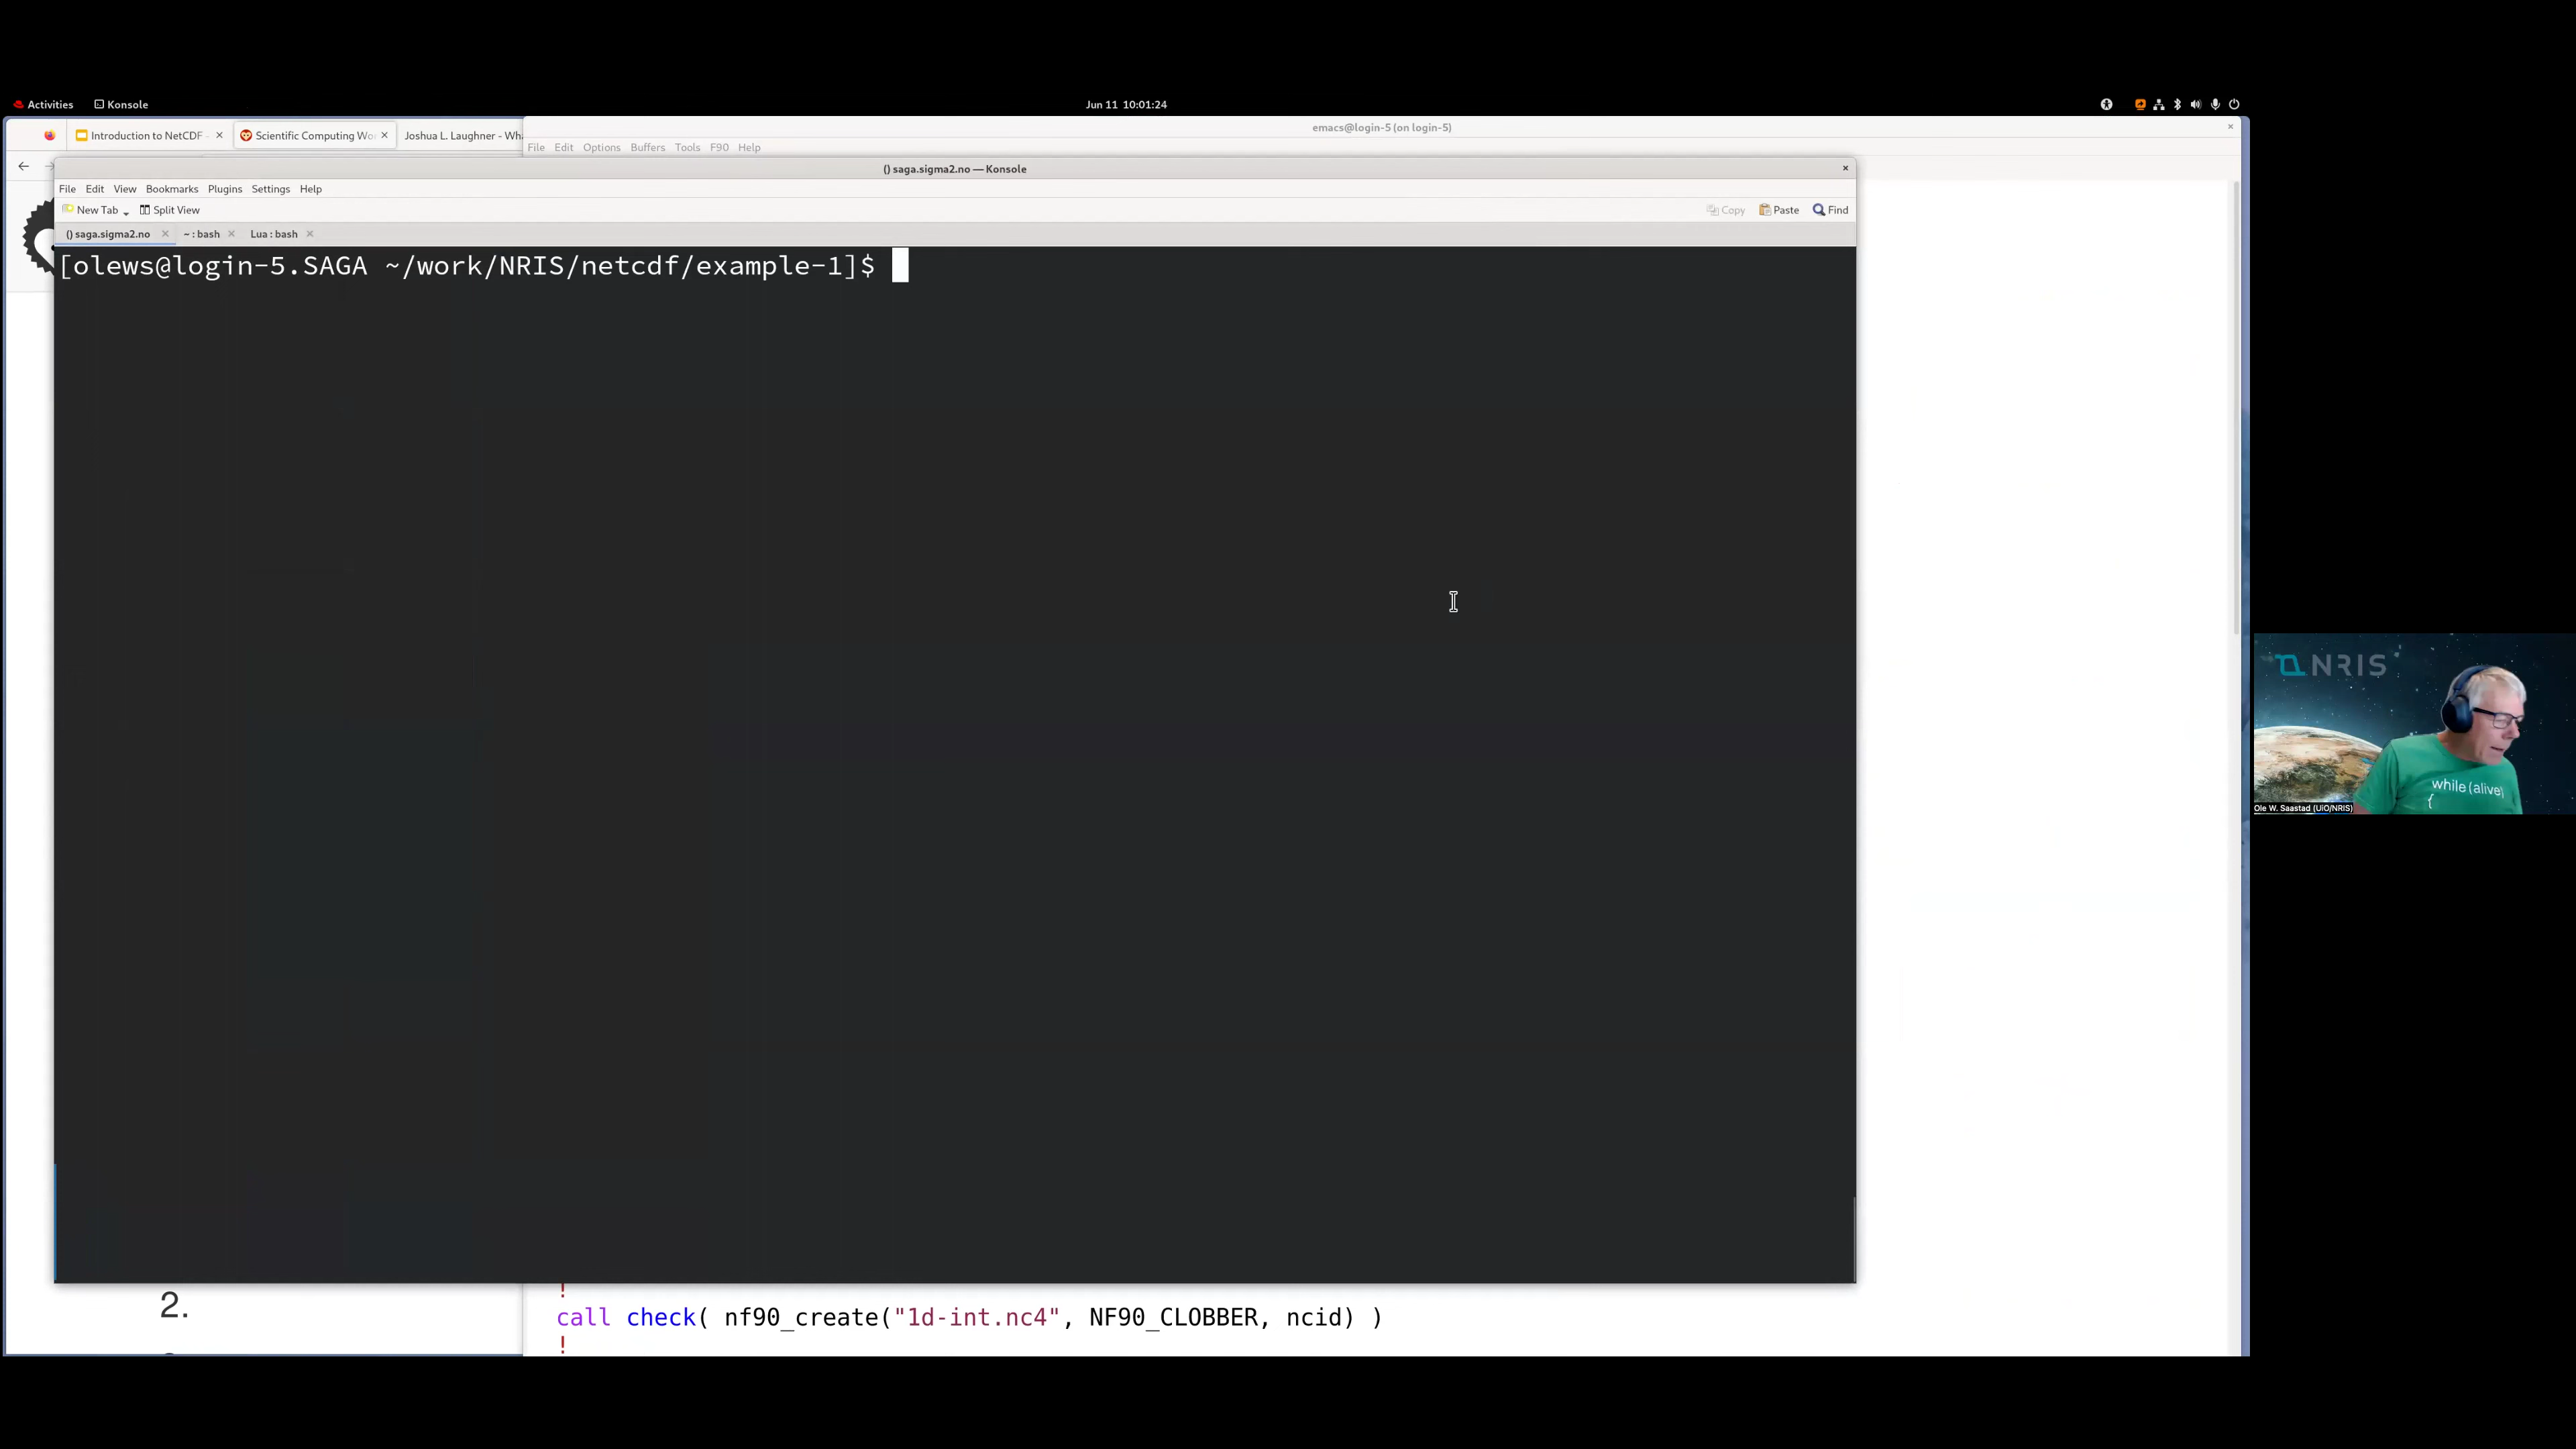 Activities Konsole Jun 11 10:01:24
Introduction to NetCDF - Scientific Computing Wo Joshua L. Laughner - Wha emacs@login-5 (on login-5)
File Edit Options Buffers Tools F90 Help
() saga.sigma2.no — Konsole
File Edit View Bookmarks Plugins Settings Help
New Tab Split View Copy Paste Find
() saga.sigma2.no ~ : bash Lua : bash
[olews@login-5.SAGA ~/work/NRIS/netcdf/example-1]$
NRIS
while (alive)
{
Ole W. Saastad (UiO/NRIS)
!
2.
call check( nf90_create("1d-int.nc4", NF90_CLOBBER, ncid) )
!